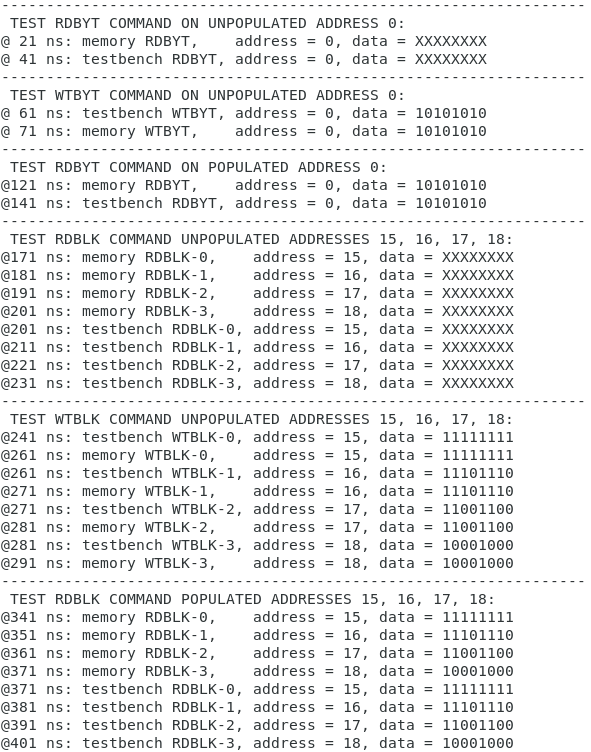 -----------------------------------------------------------------
 TEST RDBYT COMMAND ON UNPOPULATED ADDRESS 0:
@ 21 ns: memory RDBYT,    address = 0, data = XXXXXXXX
@ 41 ns: testbench RDBYT, address = 0, data = XXXXXXXX
-----------------------------------------------------------------
 TEST WTBYT COMMAND ON UNPOPULATED ADDRESS 0:
@ 61 ns: testbench WTBYT, address = 0, data = 10101010
@ 71 ns: memory WTBYT,    address = 0, data = 10101010
-----------------------------------------------------------------
 TEST RDBYT COMMAND ON POPULATED ADDRESS 0:
@121 ns: memory RDBYT,    address = 0, data = 10101010
@141 ns: testbench RDBYT, address = 0, data = 10101010
-----------------------------------------------------------------
 TEST RDBLK COMMAND UNPOPULATED ADDRESSES 15, 16, 17, 18:
@171 ns: memory RDBLK-0,    address = 15, data = XXXXXXXX
@181 ns: memory RDBLK-1,    address = 16, data = XXXXXXXX
@191 ns: memory RDBLK-2,    address = 17, data = XXXXXXXX
@201 ns: memory RDBLK-3,    address = 18, data = XXXXXXXX
@201 ns: testbench RDBLK-0, address = 15, data = XXXXXXXX
@211 ns: testbench RDBLK-1, address = 16, data = XXXXXXXX
@221 ns: testbench RDBLK-2, address = 17, data = XXXXXXXX
@231 ns: testbench RDBLK-3, address = 18, data = XXXXXXXX
-----------------------------------------------------------------
 TEST WTBLK COMMAND UNPOPULATED ADDRESSES 15, 16, 17, 18:
@241 ns: testbench WTBLK-0, address = 15, data = 11111111
@261 ns: memory WTBLK-0,    address = 15, data = 11111111
@261 ns: testbench WTBLK-1, address = 16, data = 11101110
@271 ns: memory WTBLK-1,    address = 16, data = 11101110
@271 ns: testbench WTBLK-2, address = 17, data = 11001100
@281 ns: memory WTBLK-2,    address = 17, data = 11001100
@281 ns: testbench WTBLK-3, address = 18, data = 10001000
@291 ns: memory WTBLK-3,    address = 18, data = 10001000
-----------------------------------------------------------------
 TEST RDBLK COMMAND POPULATED ADDRESSES 15, 16, 17, 18:
@341 ns: memory RDBLK-0,    address = 15, data = 11111111
@351 ns: memory RDBLK-1,    address = 16, data = 11101110
@361 ns: memory RDBLK-2,    address = 17, data = 11001100
@371 ns: memory RDBLK-3,    address = 18, data = 10001000
@371 ns: testbench RDBLK-0, address = 15, data = 11111111
@381 ns: testbench RDBLK-1, address = 16, data = 11101110
@391 ns: testbench RDBLK-2, address = 17, data = 11001100
@401 ns: testbench RDBLK-3, address = 18, data = 10001000